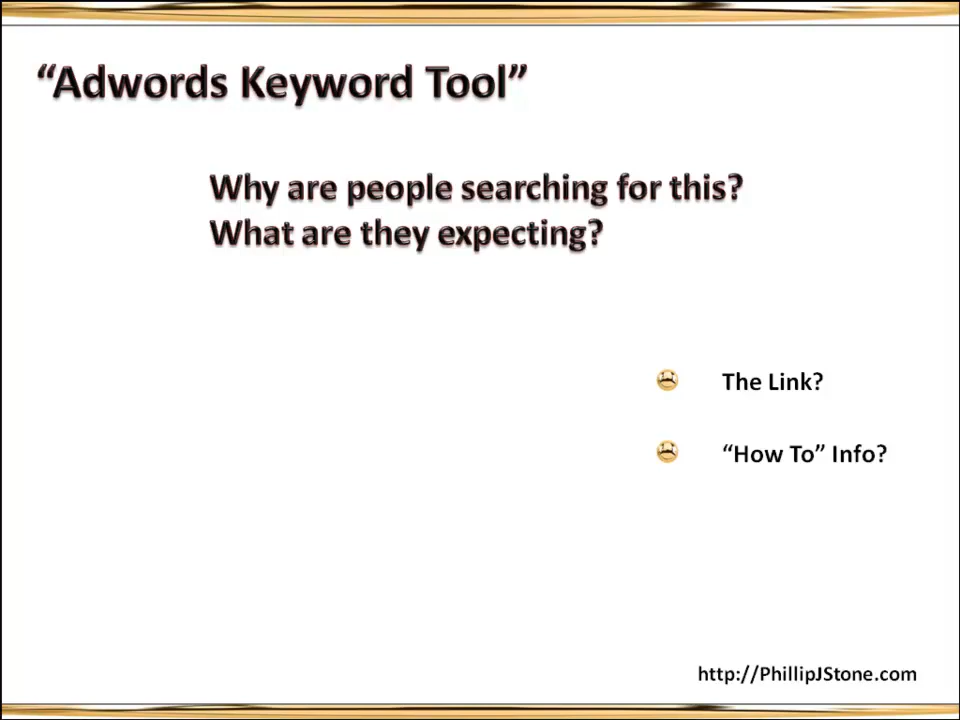 “Adwords Keyword Tool”
Why are people searching for this?
What are they expecting?
The Link?
“How To” Info?
http://PhillipJStone.com